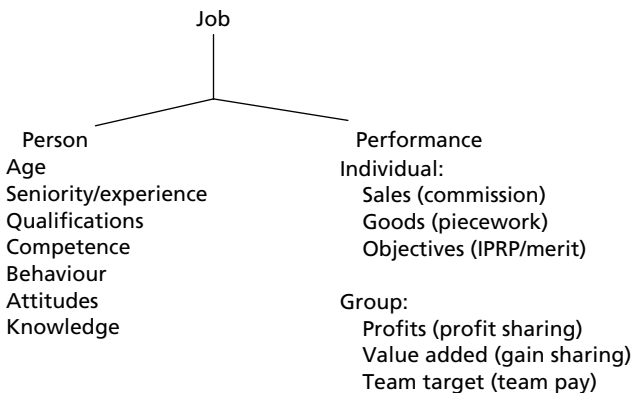 Job
Person
Age
Seniority/experience
Qualifications
Competence
Behaviour
Attitudes
Knowledge
Performance
Individual:
Sales (commission)
Goods (piecework)
Objectives (IPRP/merit)
Group:
Profits (profit sharing)
Value added (gain sharing)
Team target (team pay)